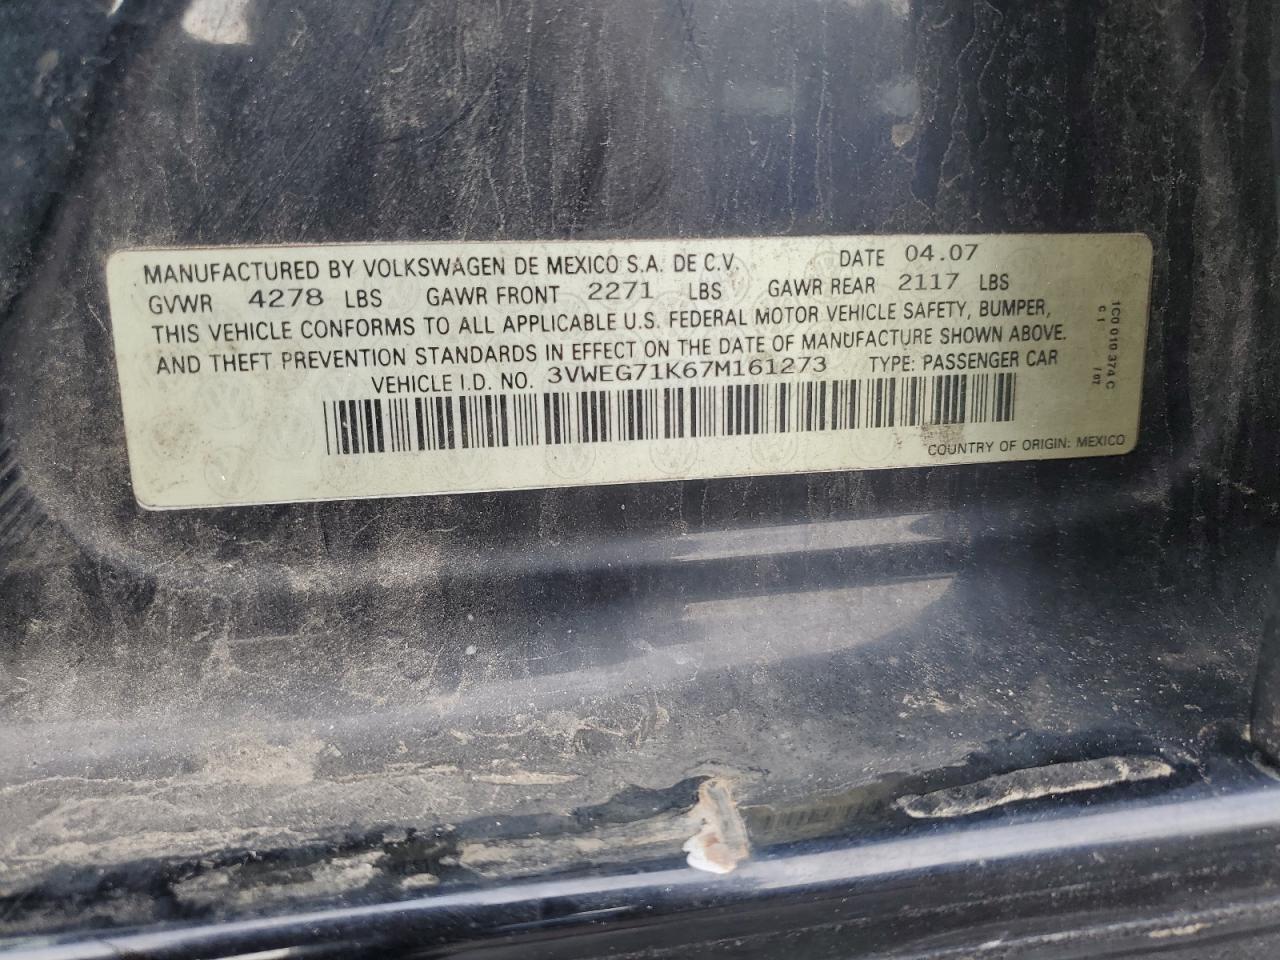 MANUFACTURED BY VOLKSWAGEN DE MEXICO S.A. DE C.V. DATE 04.07
GVWR 4278 LBS GAWR FRONT 2271 LBS GAWR REAR 2117 LBS
THIS VEHICLE CONFORMS TO ALL APPLICABLE U.S. FEDERAL MOTOR VEHICLE SAFETY, BUMPER,
AND THEFT PREVENTION STANDARDS IN EFFECT ON THE DATE OF MANUFACTURE SHOWN ABOVE.
VEHICLE I.D. NO. 3VWEG71K67M161273 TYPE: PASSENGER CAR
COUNTRY OF ORIGIN: MEXICO
1C0 010 374 C
C 1 / 07